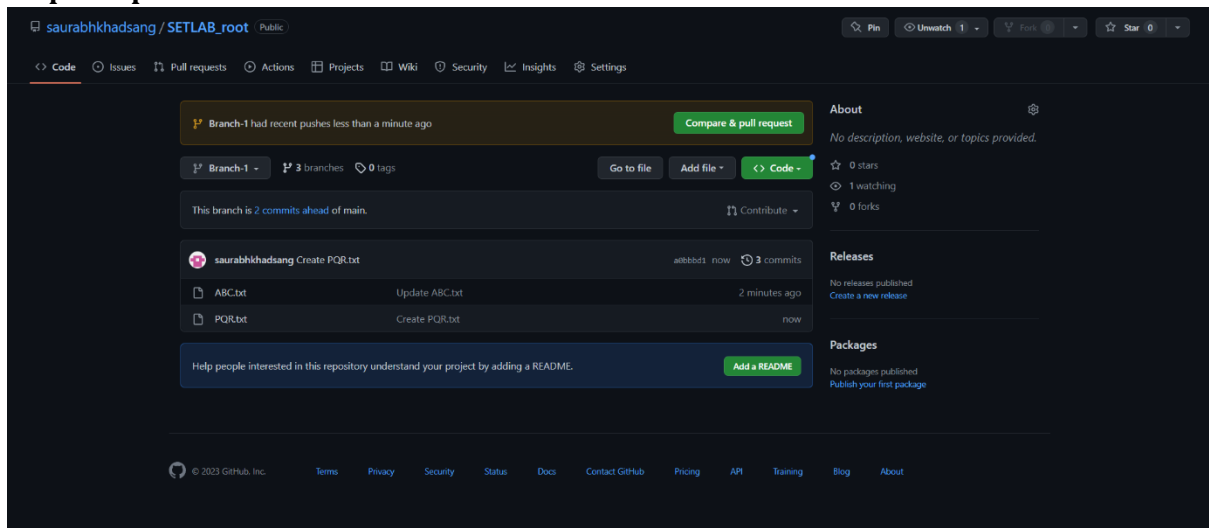 saurabhkhadsang / SETLAB_root Public
Pin Unwatch 1 Fork 0 Star 0
Code Issues Pull requests Actions Projects Wiki Security Insights Settings
Branch-1 had recent pushes less than a minute ago Compare & pull request
Branch-1 3 branches 0 tags Go to file Add file Code
This branch is 2 commits ahead of main. Contribute
saurabhkhadsang Create PQR.txt a0bbbd1 now 3 commits
ABC.txt Update ABC.txt 2 minutes ago
PQR.txt Create PQR.txt now
Help people interested in this repository understand your project by adding a README. Add a README
About
No description, website, or topics provided.
0 stars
1 watching
0 forks
Releases
No releases published
Create a new release
Packages
No packages published
Publish your first package
© 2023 GitHub, Inc. Terms Privacy Security Status Docs Contact GitHub Pricing API Training Blog About